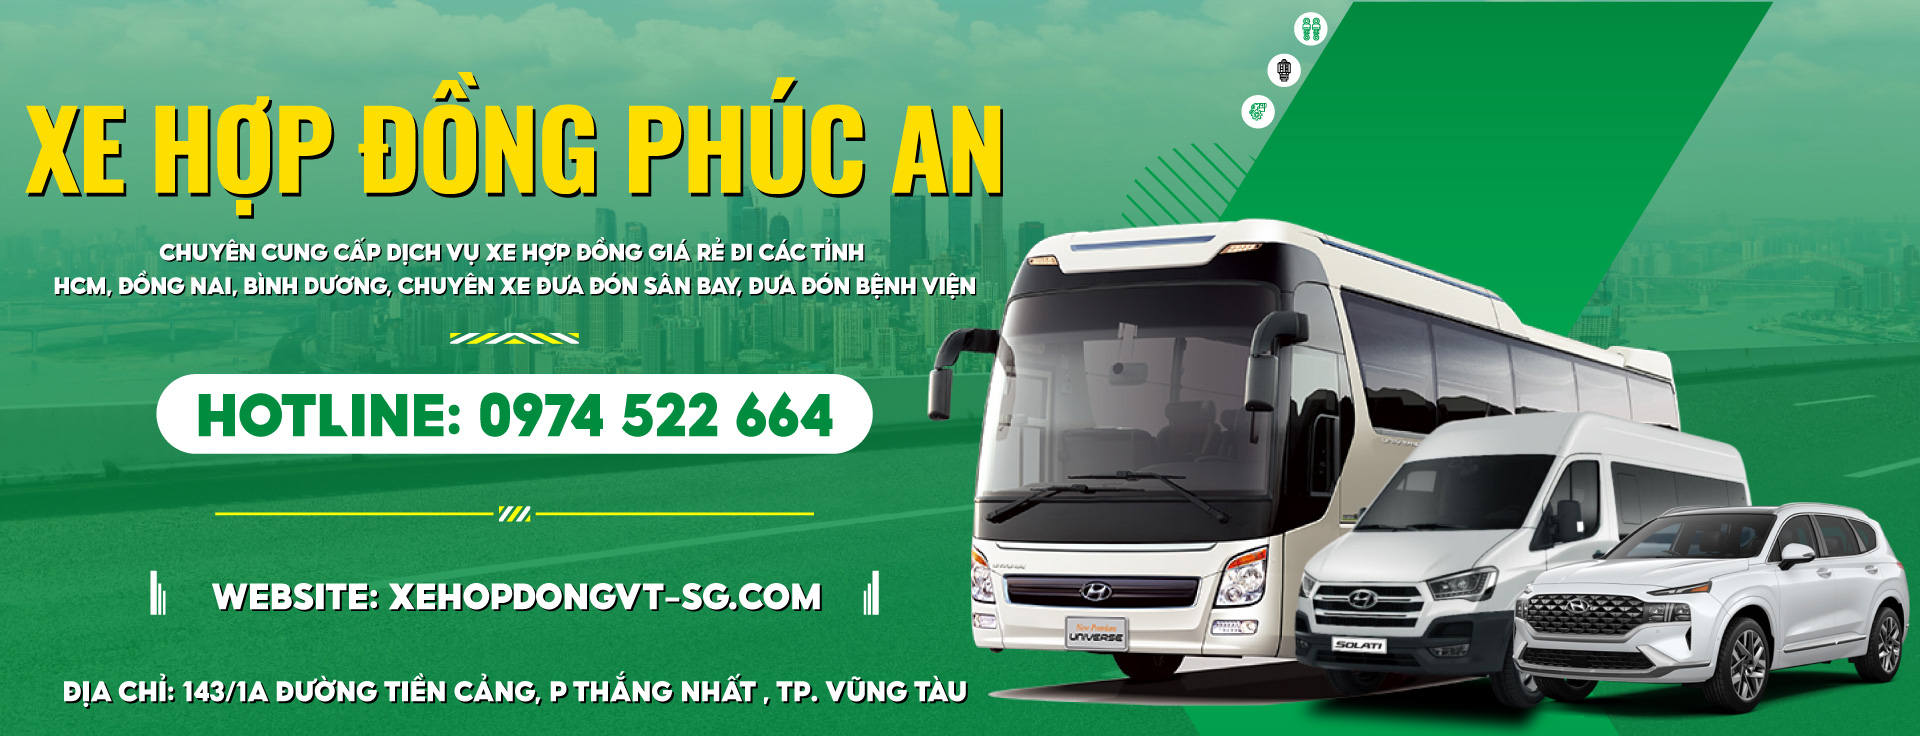 XE HỢP ĐỒNG PHÚC AN
CHUYÊN CUNG CẤP DỊCH VỤ XE HỢP ĐỒNG GIÁ RẺ ĐI CÁC TỈNH
HCM, ĐỒNG NAI, BÌNH DƯƠNG, CHUYÊN XE ĐƯA ĐÓN SÂN BAY, ĐƯA ĐÓN BỆNH VIỆN
HOTLINE: 0974 522 664
WEBSITE: XEHOPDONGVT-SG.COM
ĐỊA CHỈ: 143/1A ĐƯỜNG TIỀN CẢNG, P THẮNG NHẤT , TP. VŨNG TÀU
New Premium
UNIVERSE
SOLATI